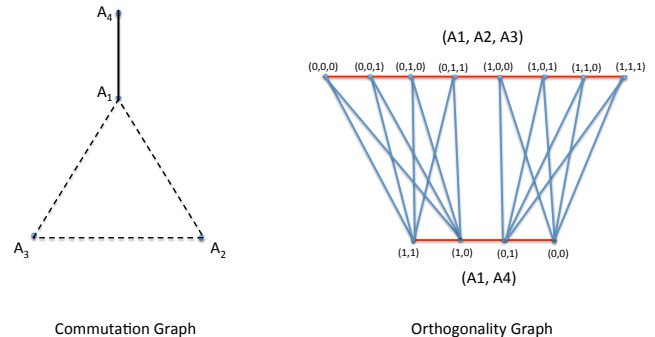 A4
A1
A3
A2
Commutation Graph
(A1, A2, A3)
(0,0,0) (0,0,1) (0,1,0) (0,1,1) (1,0,0) (1,0,1) (1,1,0) (1,1,1)
(1,1) (1,0) (0,1) (0,0)
(A1, A4)
Orthogonality Graph